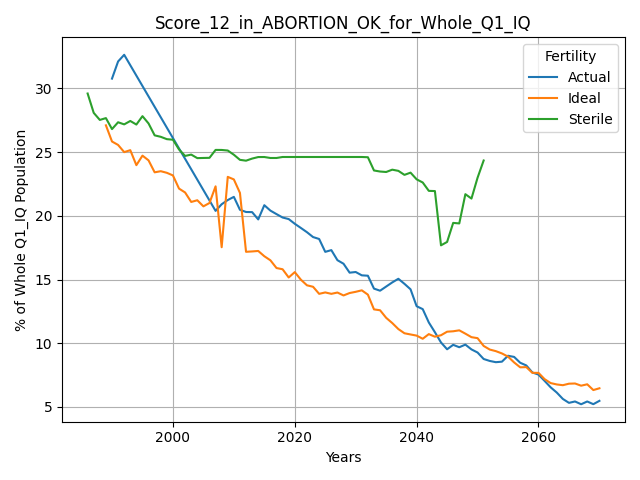 Score_12_in_ABORTION_OK_for_Whole_Q1_IQ
Fertility
Actual
Ideal
Sterile
% of Whole Q1_IQ Population
30
25
20
15
10
5
2000
2020
2040
2060
Years